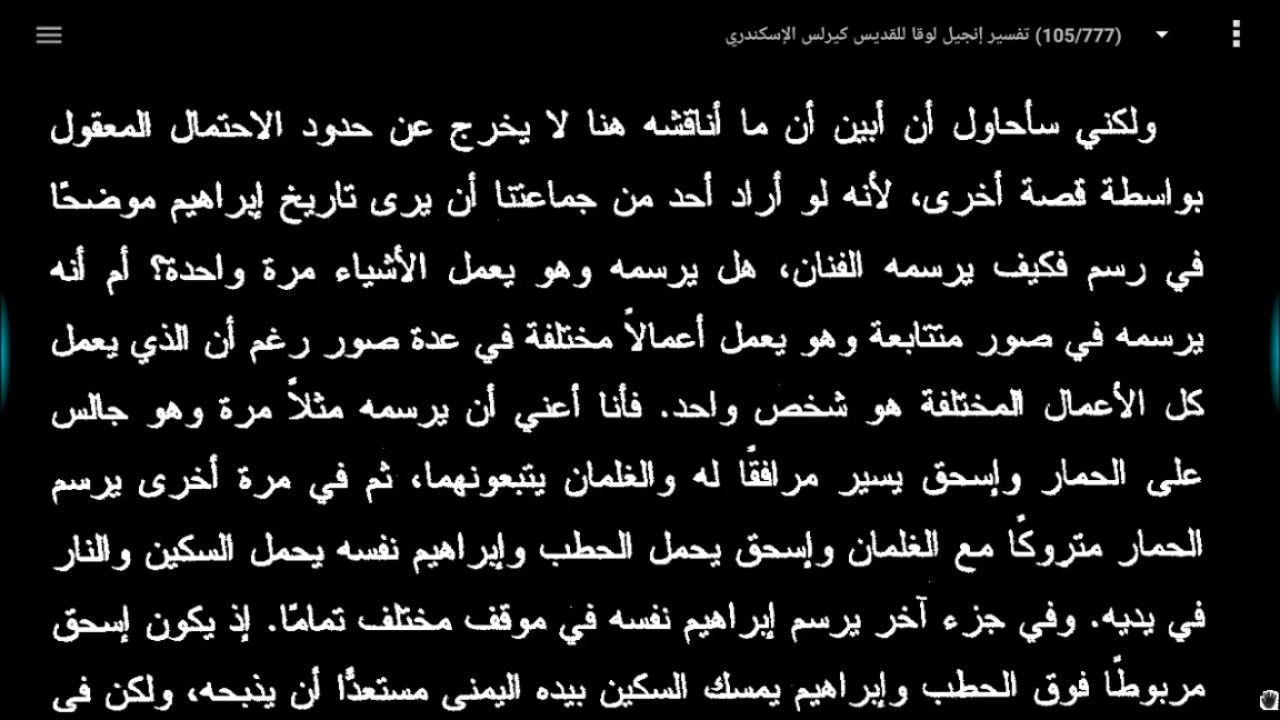 تفسير إنجيل لوقا للقديس كيرلس الإسكندري (105/777)
ولكني سأحاول أن أبين أن ما أناقشه هنا لا يخرج عن حدود الاحتمال المعقول
بواسطة قصة أخرى، لأنه لو أراد أحد من جماعتنا أن يرى تاريخ إبراهيم موضحًا
في رسم فكيف يرسمه الفنان، هل يرسمه وهو يعمل الأشياء مرة واحدة؟ أم أنه
يرسمه في صور متتابعة وهو يعمل أعمالاً مختلفة في عدة صور رغم أن الذي يعمل
كل الأعمال المختلفة هو شخص واحد. فأنا أعني أن يرسمه مثلاً مرة وهو جالس
على الحمار وإسحق يسير مرافقًا له والغلمان يتبعونهما، ثم في مرة أخرى يرسم
الحمار متروكًا مع الغلمان وإسحق يحمل الحطب وإبراهيم نفسه يحمل السكين والنار
في يديه. وفي جزء آخر يرسم إبراهيم نفسه في موقف مختلف تمامًا. إذ يكون إسحق
مربوطًا فوق الحطب وإبراهيم يمسك السكين بيده اليمنى مستعدًا أن يذبحه، ولكن في